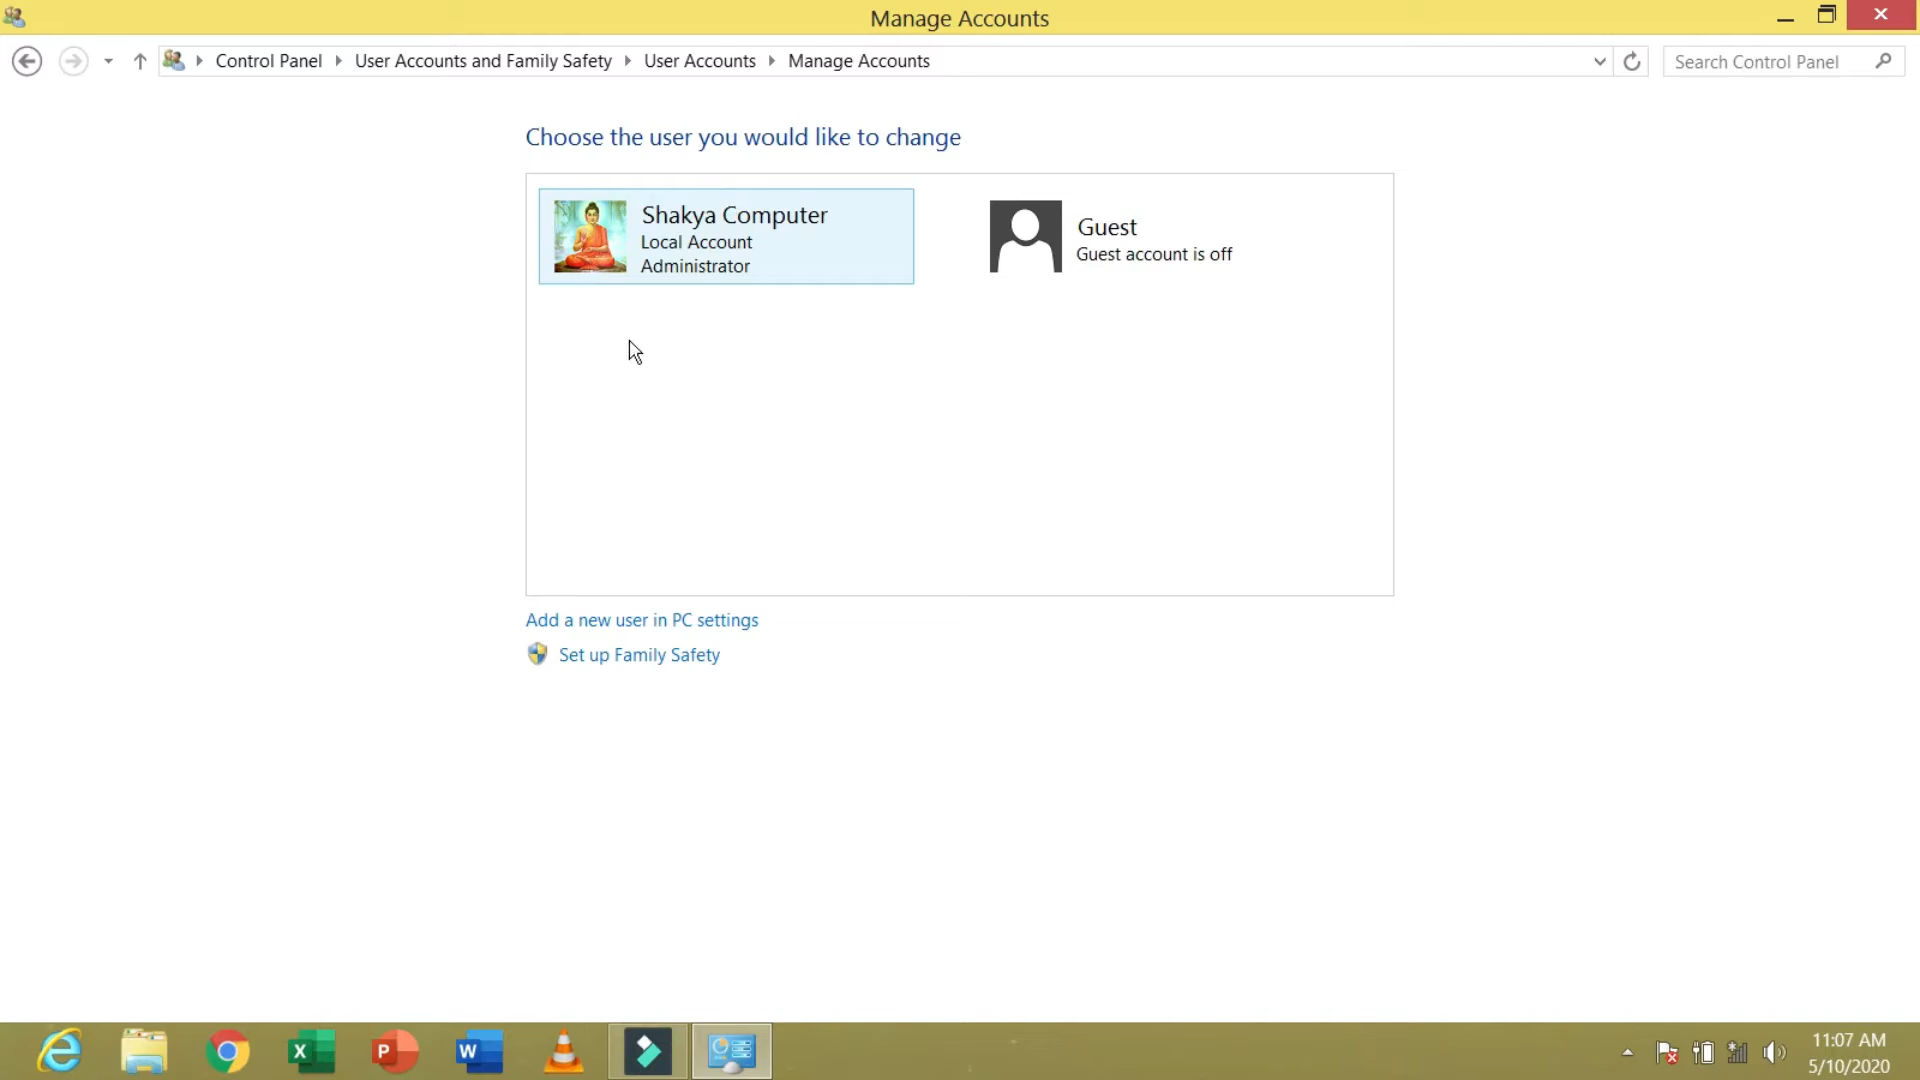 Manage Accounts
Control Panel User Accounts and Family Safety User Accounts Manage Accounts
Search Control Panel
Choose the user you would like to change
Shakya Computer
Local Account
Administrator
Guest
Guest account is off
Add a new user in PC settings
Set up Family Safety
X
P
W
11:07 AM
5/10/2020